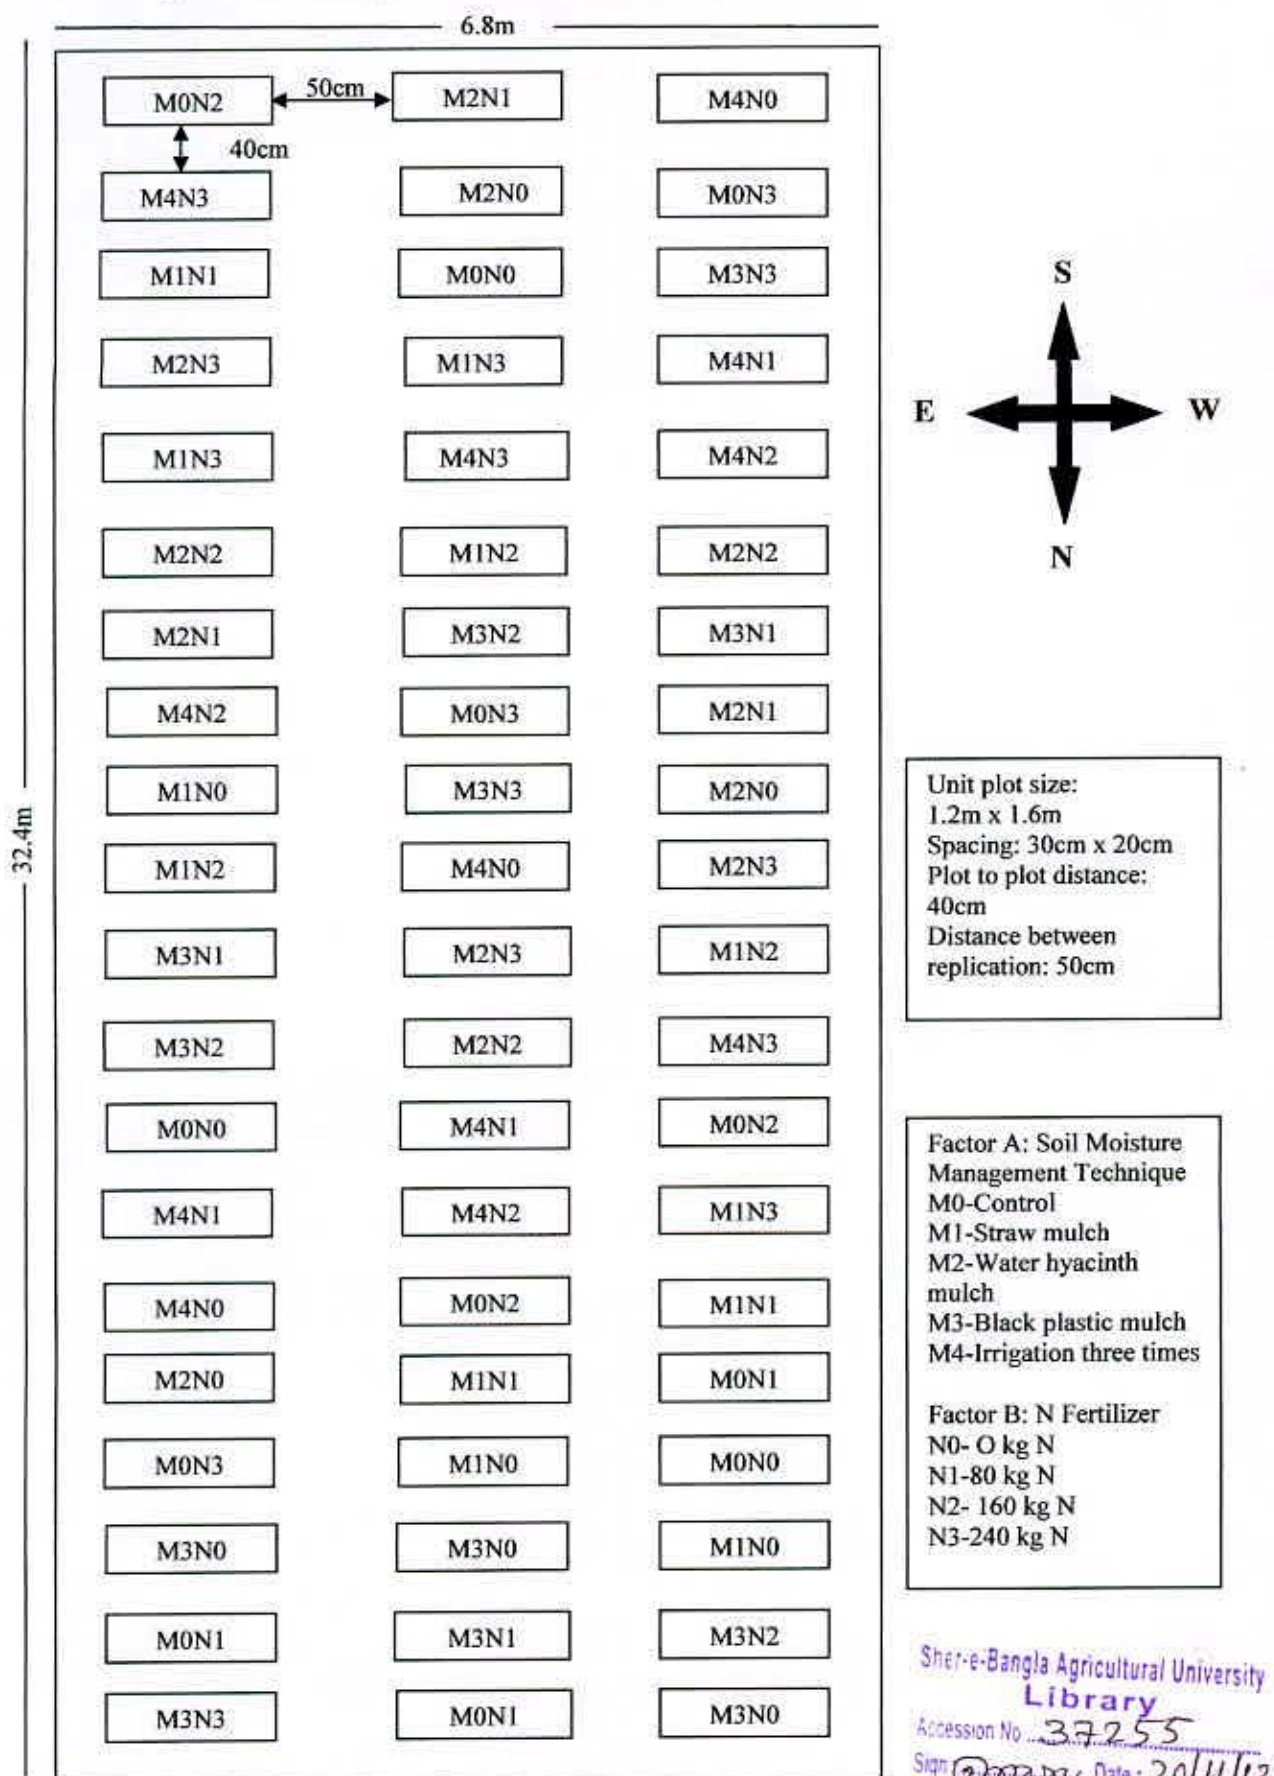 6.8m
M0N2 50cm M2N1 M4N0
40cm
M4N3 M2N0 M0N3
M1N1 M0N0 M3N3
M2N3 M1N3 M4N1
M1N3 M4N3 M4N2
M2N2 M1N2 M2N2
M2N1 M3N2 M3N1
M4N2 M0N3 M2N1
M1N0 M3N3 M2N0
M1N2 M4N0 M2N3
M3N1 M2N3 M1N2
M3N2 M2N2 M4N3
M0N0 M4N1 M0N2
M4N1 M4N2 M1N3
M4N0 M0N2 M1N1
M2N0 M1N1 M0N1
M0N3 M1N0 M0N0
M3N0 M3N0 M1N0
M0N1 M3N1 M3N2
M3N3 M0N1 M3N0
32.4m
S
E W
N
Unit plot size:
1.2m x 1.6m
Spacing: 30cm x 20cm
Plot to plot distance:
40cm
Distance between
replication: 50cm
Factor A: Soil Moisture
Management Technique
M0-Control
M1-Straw mulch
M2-Water hyacinth
mulch
M3-Black plastic mulch
M4-Irrigation three times
Factor B: N Fertilizer
N0- O kg N
N1-80 kg N
N2- 160 kg N
N3-240 kg N
Sher-e-Bangla Agricultural University
Library
Accession No 37255
Sign Date: